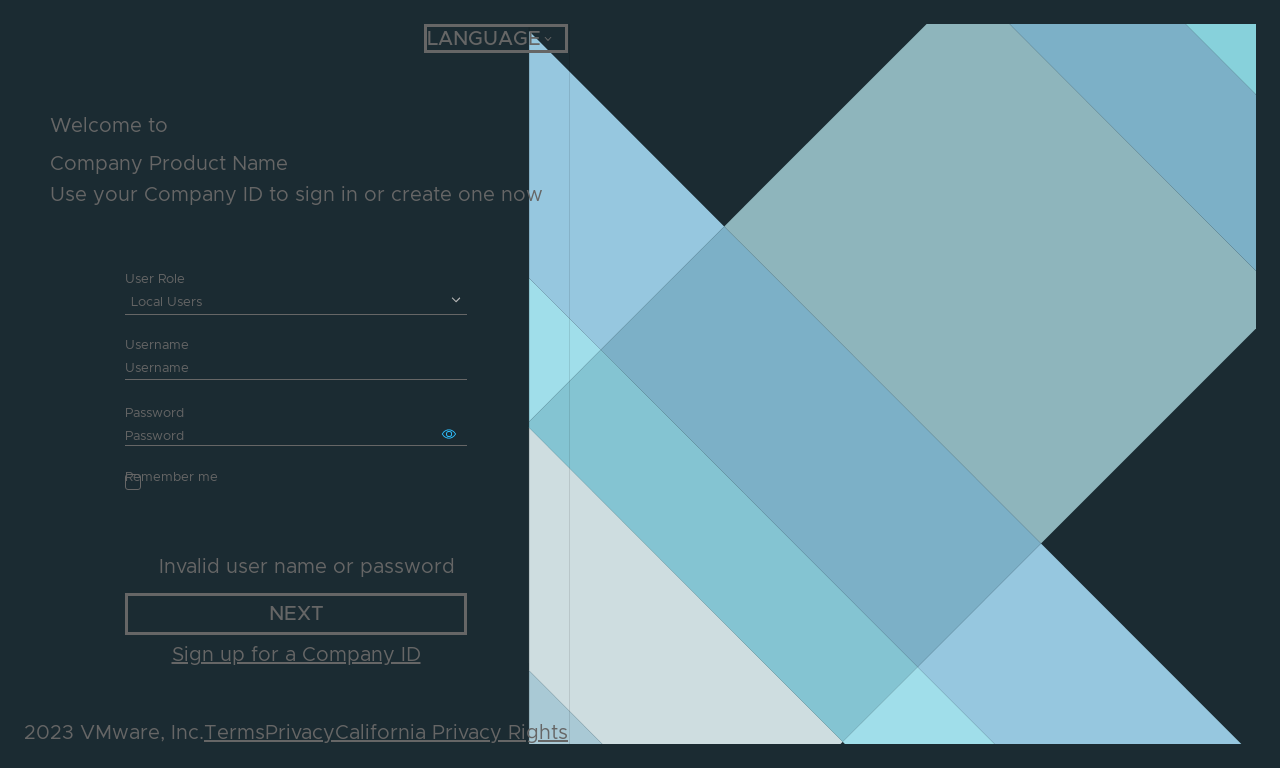 LANGUAGE
Welcome to
Company Product Name
Use your Company ID to sign in or create one now
User Role
Local Users
Username
Username
Password
Password
Remember me
Invalid user name or password
NEXT
Sign up for a Company ID
2023 VMware, Inc.TermsPrivacyCalifornia Privacy Rights